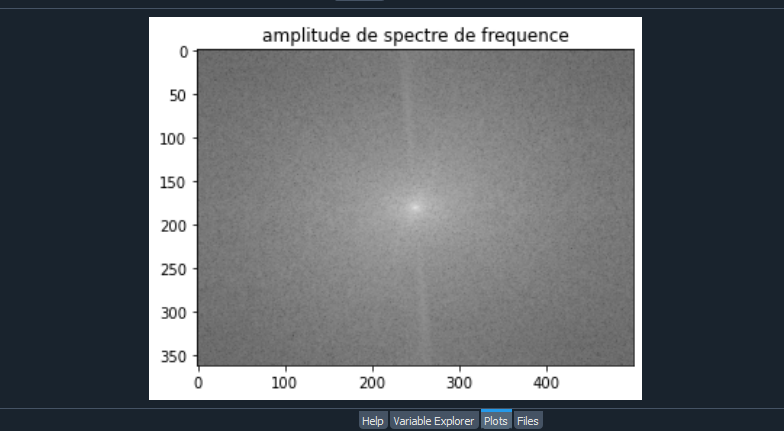 amplitude de spectre de frequence
0
50
100
150
200
250
300
350
0 100 200 300 400
Help Variable Explorer Plots Files